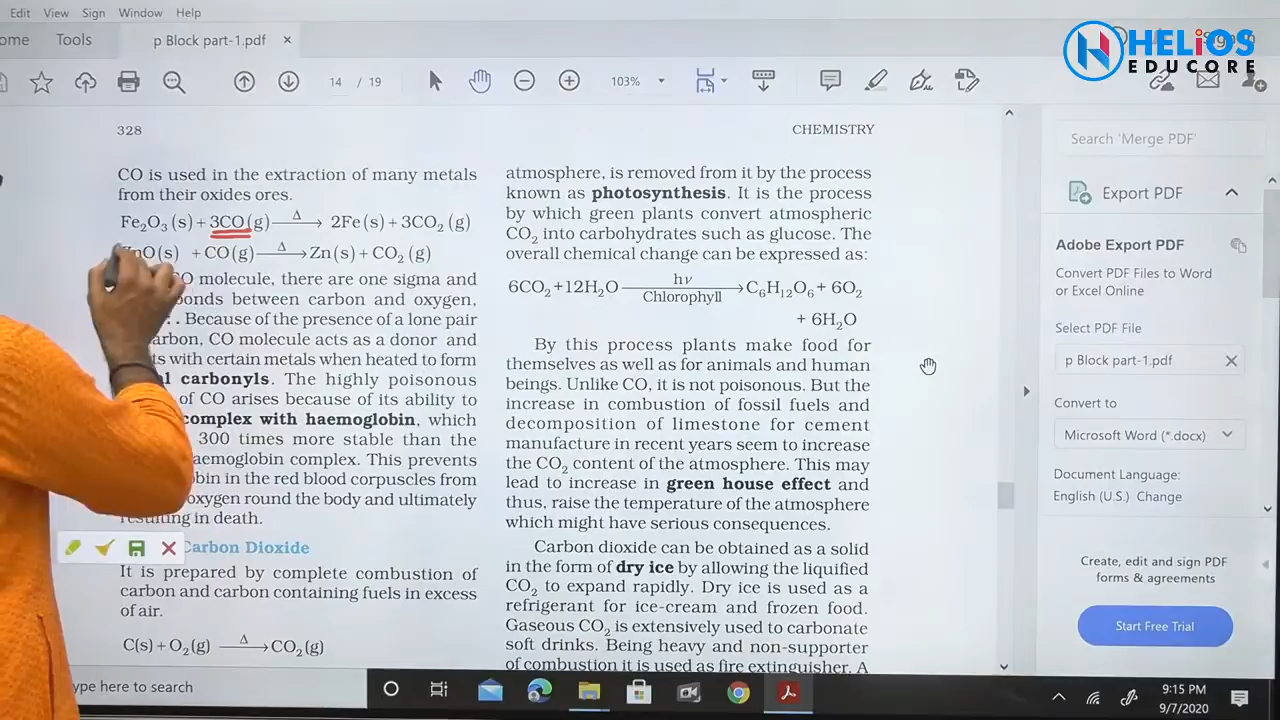 Edit View Sign Window Help
HELiOS
EDUCORE
ome Tools p Block part-1.pdf ×
14 / 19 103%
328 CHEMISTRY
CO is used in the extraction of many metals
from their oxides ores.
Fe₂O₃(s)+3CO(g) —Δ→ 2Fe(s)+3CO₂(g)
ZnO(s) +CO(g) —Δ→ Zn(s)+CO₂(g)
CO molecule, there are one sigma and
onds between carbon and oxygen,
. Because of the presence of a lone pair
arbon, CO molecule acts as a donor and
ts with certain metals when heated to form
l carbonyls. The highly poisonous
of CO arises because of its ability to
complex with haemoglobin, which
300 times more stable than the
aemoglobin complex. This prevents
bin in the red blood corpuscles from
oxygen round the body and ultimately
resulting in death.
Carbon Dioxide
It is prepared by complete combustion of
carbon and carbon containing fuels in excess
of air.
C(s)+O₂(g) —Δ→ CO₂(g)
atmosphere, is removed from it by the process
known as photosynthesis. It is the process
by which green plants convert atmospheric
CO₂ into carbohydrates such as glucose. The
overall chemical change can be expressed as:
6CO₂+12H₂O —hν/Chlorophyll→ C₆H₁₂O₆+6O₂
+ 6H₂O
By this process plants make food for
themselves as well as for animals and human
beings. Unlike CO, it is not poisonous. But the
increase in combustion of fossil fuels and
decomposition of limestone for cement
manufacture in recent years seem to increase
the CO₂ content of the atmosphere. This may
lead to increase in green house effect and
thus, raise the temperature of the atmosphere
which might have serious consequences.
Carbon dioxide can be obtained as a solid
in the form of dry ice by allowing the liquified
CO₂ to expand rapidly. Dry ice is used as a
refrigerant for ice-cream and frozen food.
Gaseous CO₂ is extensively used to carbonate
soft drinks. Being heavy and non-supporter
of combustion it is used as fire extinguisher. A
Search 'Merge PDF'
Export PDF
Adobe Export PDF
Convert PDF Files to Word
or Excel Online
Select PDF File
p Block part-1.pdf ×
Convert to
Microsoft Word (*.docx)
Document Language:
English (U.S.) Change
Create, edit and sign PDF
forms & agreements
Start Free Trial
ype here to search
9:15 PM
9/7/2020